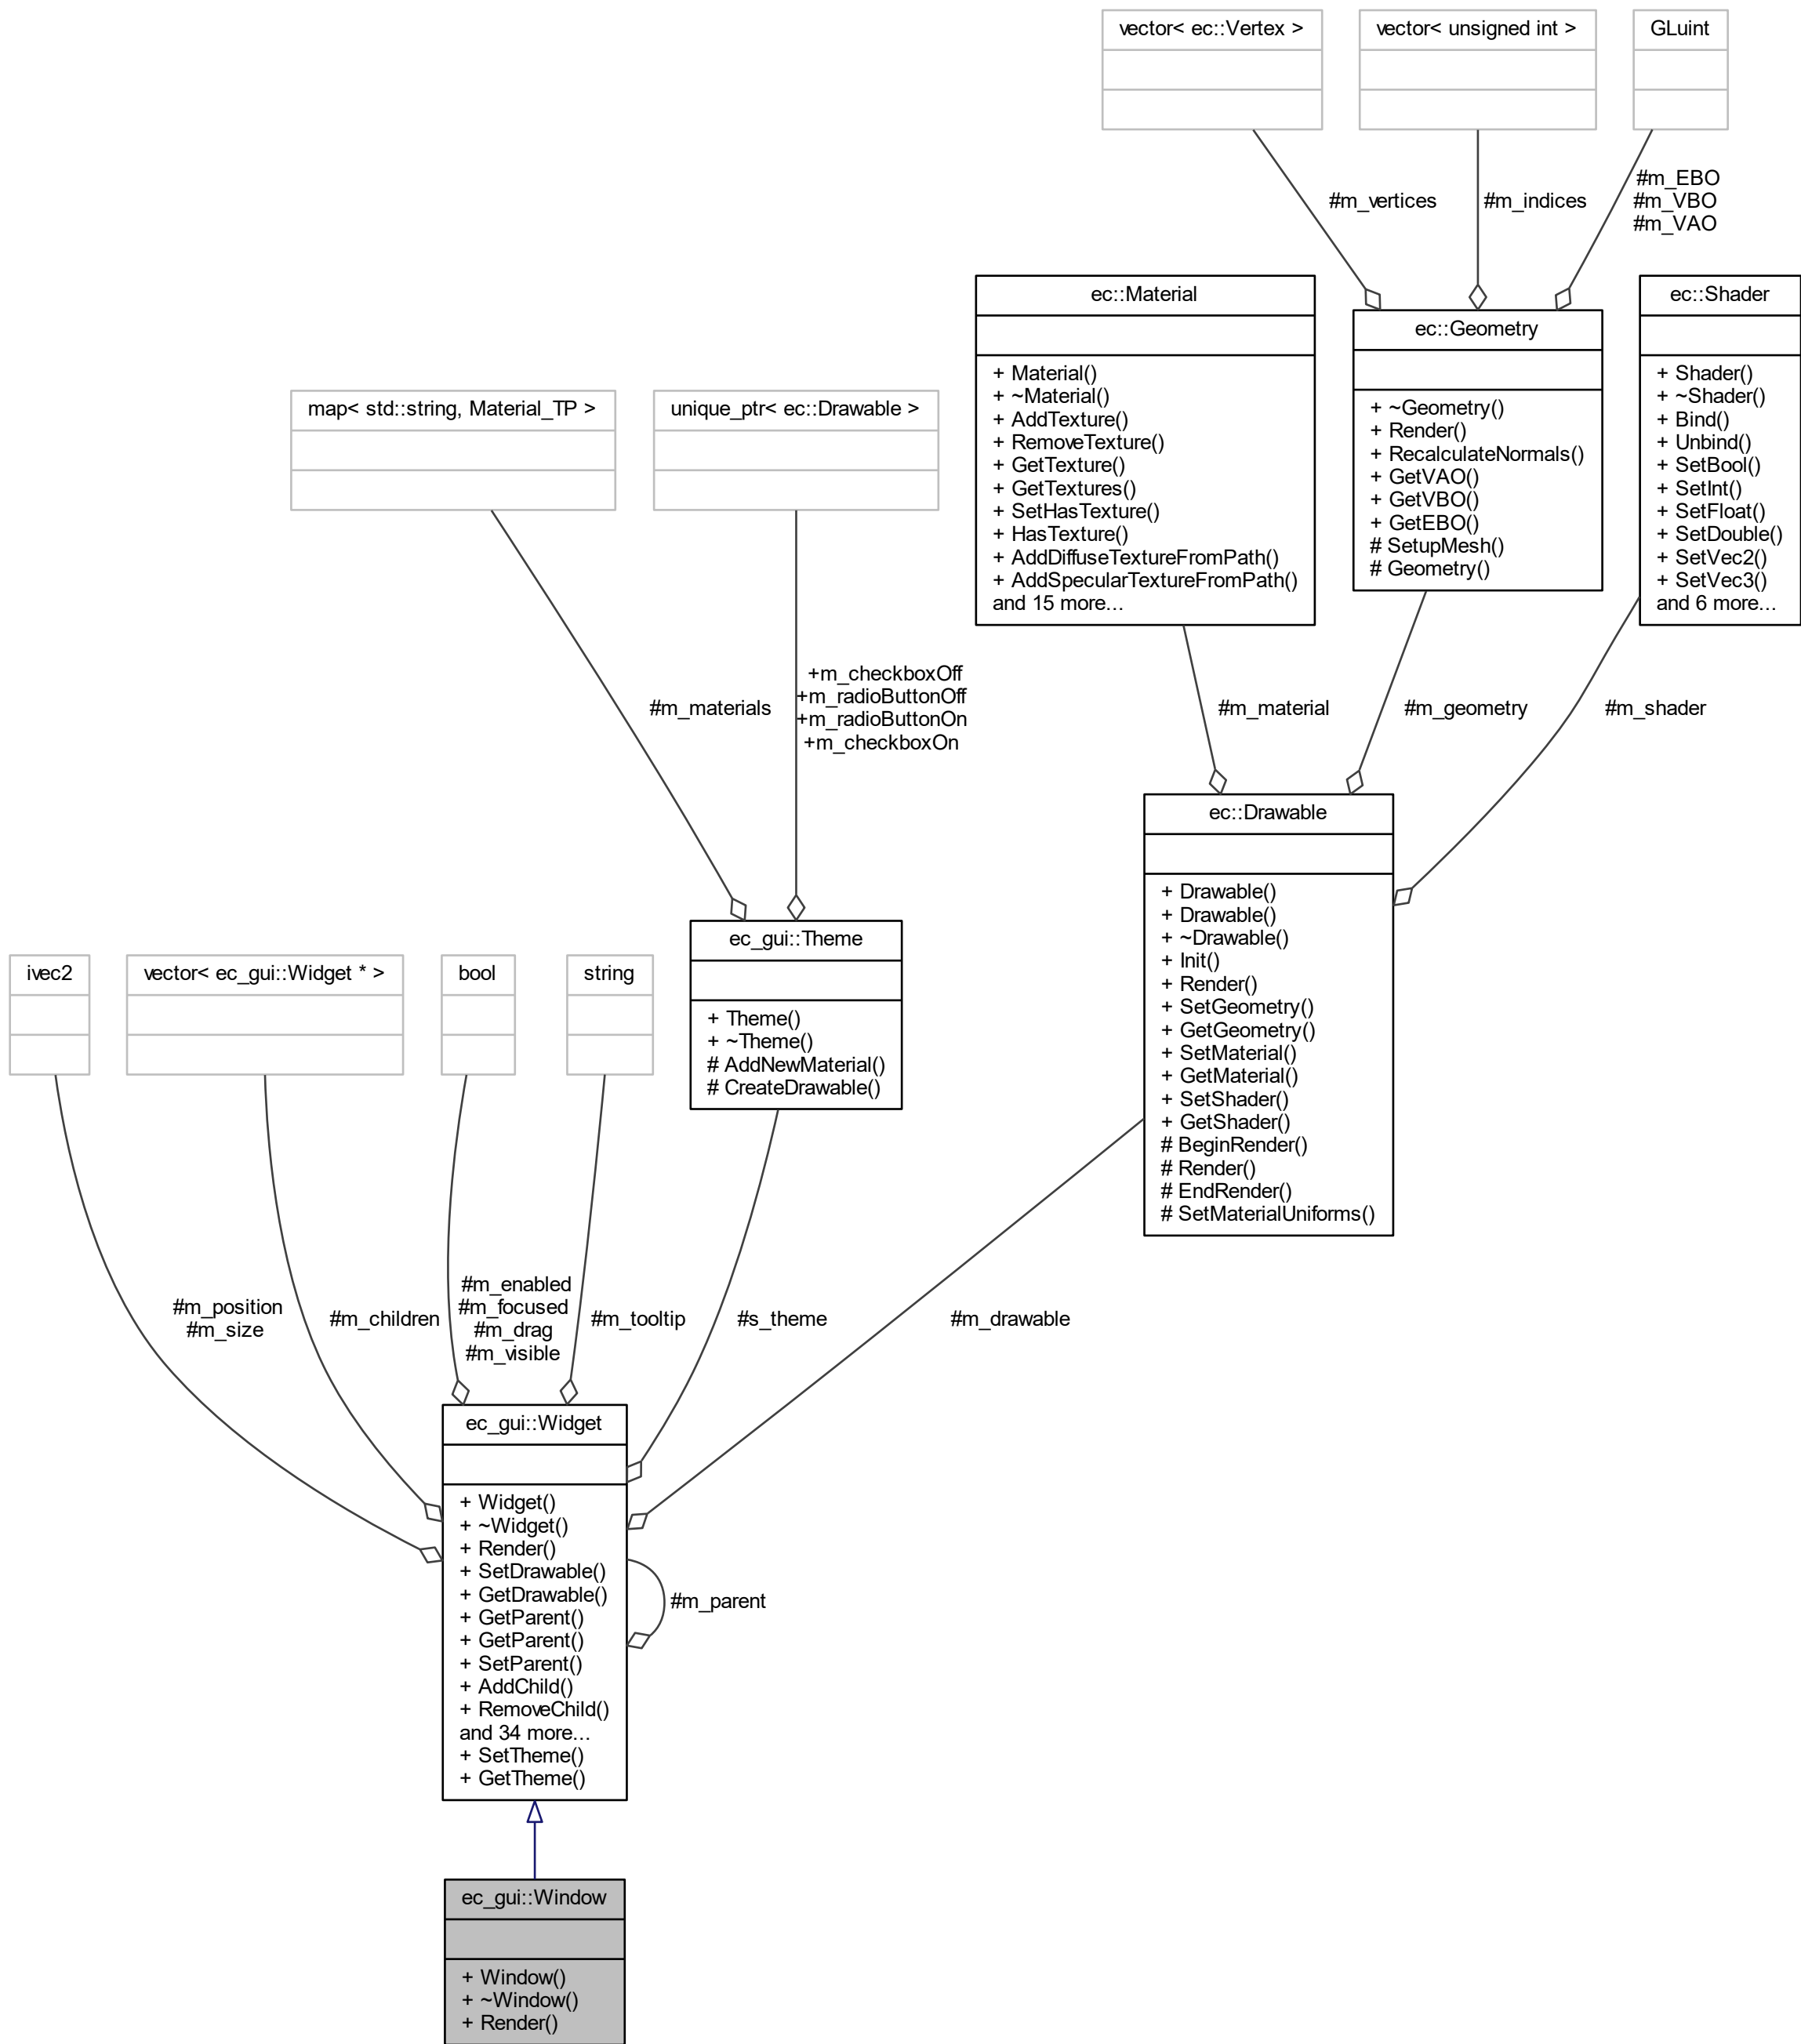 vector< ec::Vertex >
vector< unsigned int >
GLuint
#m_vertices
#m_indices
#m_EBO
#m_VBO
#m_VAO
ec::Material
+ Material()
+ ~Material()
+ AddTexture()
+ RemoveTexture()
+ GetTexture()
+ GetTextures()
+ SetHasTexture()
+ HasTexture()
+ AddDiffuseTextureFromPath()
+ AddSpecularTextureFromPath()
and 15 more...
ec::Geometry
+ ~Geometry()
+ Render()
+ RecalculateNormals()
+ GetVAO()
+ GetVBO()
+ GetEBO()
# SetupMesh()
# Geometry()
ec::Shader
+ Shader()
+ ~Shader()
+ Bind()
+ Unbind()
+ SetBool()
+ SetInt()
+ SetFloat()
+ SetDouble()
+ SetVec2()
+ SetVec3()
and 6 more...
map< std::string, Material_TP >
unique_ptr< ec::Drawable >
#m_materials
+m_checkboxOff
+m_radioButtonOff
+m_radioButtonOn
+m_checkboxOn
#m_material
#m_geometry
#m_shader
ec::Drawable
+ Drawable()
+ Drawable()
+ ~Drawable()
+ Init()
+ Render()
+ SetGeometry()
+ GetGeometry()
+ SetMaterial()
+ GetMaterial()
+ SetShader()
+ GetShader()
# BeginRender()
# Render()
# EndRender()
# SetMaterialUniforms()
ivec2
vector< ec_gui::Widget * >
bool
string
ec_gui::Theme
+ Theme()
+ ~Theme()
# AddNewMaterial()
# CreateDrawable()
#m_position
#m_size
#m_children
#m_enabled
#m_focused
#m_drag
#m_visible
#m_tooltip
#s_theme
#m_drawable
ec_gui::Widget
+ Widget()
+ ~Widget()
+ Render()
+ SetDrawable()
+ GetDrawable()
+ GetParent()
+ GetParent()
+ SetParent()
+ AddChild()
+ RemoveChild()
and 34 more...
+ SetTheme()
+ GetTheme()
#m_parent
ec_gui::Window
+ Window()
+ ~Window()
+ Render()